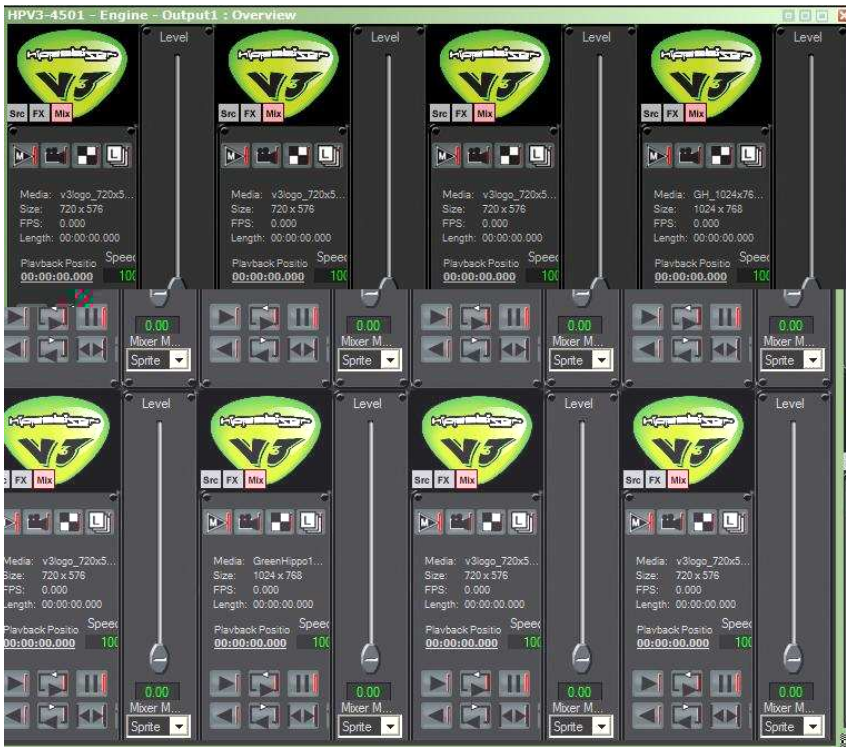 HPV3-4501 - Engine - Output1 : Overview
Level Level Level Level
V3 V3 V3 V3
Src FX Mix Src FX Mix Src FX Mix Src FX Mix
M L M L M L M L
Media: v3logo_720x5... Media: v3logo_720x5... Media: v3logo_720x5... Media: GH_1024x76...
Size: 720 x 576 Size: 720 x 576 Size: 720 x 576 Size: 1024 x 768
FPS: 0.000 FPS: 0.000 FPS: 0.000 FPS: 0.000
Length: 00:00:00.000 Length: 00:00:00.000 Length: 00:00:00.000 Length: 00:00:00.000
Playback Positio Speed Playback Positio Speed Playback Positio Speed Playback Positio Speed
00:00:00.000 100 00:00:00.000 100 00:00:00.000 100 00:00:00.000 100
0.00 0.00 0.00 0.00
Mixer M... Mixer M... Mixer M... Mixer M...
Sprite Sprite Sprite Sprite
Level Level Level Level
V3 V3 V3 V3
FX Mix Src FX Mix Src FX Mix Src FX Mix
L M L M L M L
Media: v3logo_720x5... Media: GreenHippo1... Media: v3logo_720x5... Media: v3logo_720x5...
Size: 720 x 576 Size: 1024 x 768 Size: 720 x 576 Size: 720 x 576
FPS: 0.000 FPS: 0.000 FPS: 0.000 FPS: 0.000
Length: 00:00:00.000 Length: 00:00:00.000 Length: 00:00:00.000 Length: 00:00:00.000
Playback Positio Speed Playback Positio Speed Playback Positio Speed Playback Positio Speed
00:00:00.000 100 00:00:00.000 100 00:00:00.000 100 00:00:00.000 100
0.00 0.00 0.00 0.00
Mixer M... Mixer M... Mixer M... Mixer M...
Sprite Sprite Sprite Sprite